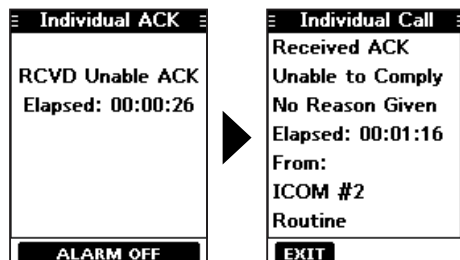 Individual ACK
RCVD Unable ACK
Elapsed: 00:00:26
ALARM OFF
Individual Call
Received ACK
Unable to Comply
No Reason Given
Elapsed: 00:01:16
From:
ICOM #2
Routine
EXIT